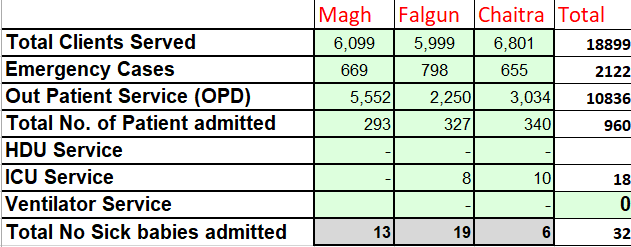 Magh Falgun Chaitra Total
Total Clients Served 6,099 5,999 6,801 18899
Emergency Cases 669 798 655 2122
Out Patient Service (OPD) 5,552 2,250 3,034 10836
Total No. of Patient admitted 293 327 340 960
HDU Service - - -
ICU Service - 8 10 18
Ventilator Service - - 0
Total No Sick babies admitted 13 19 6 32